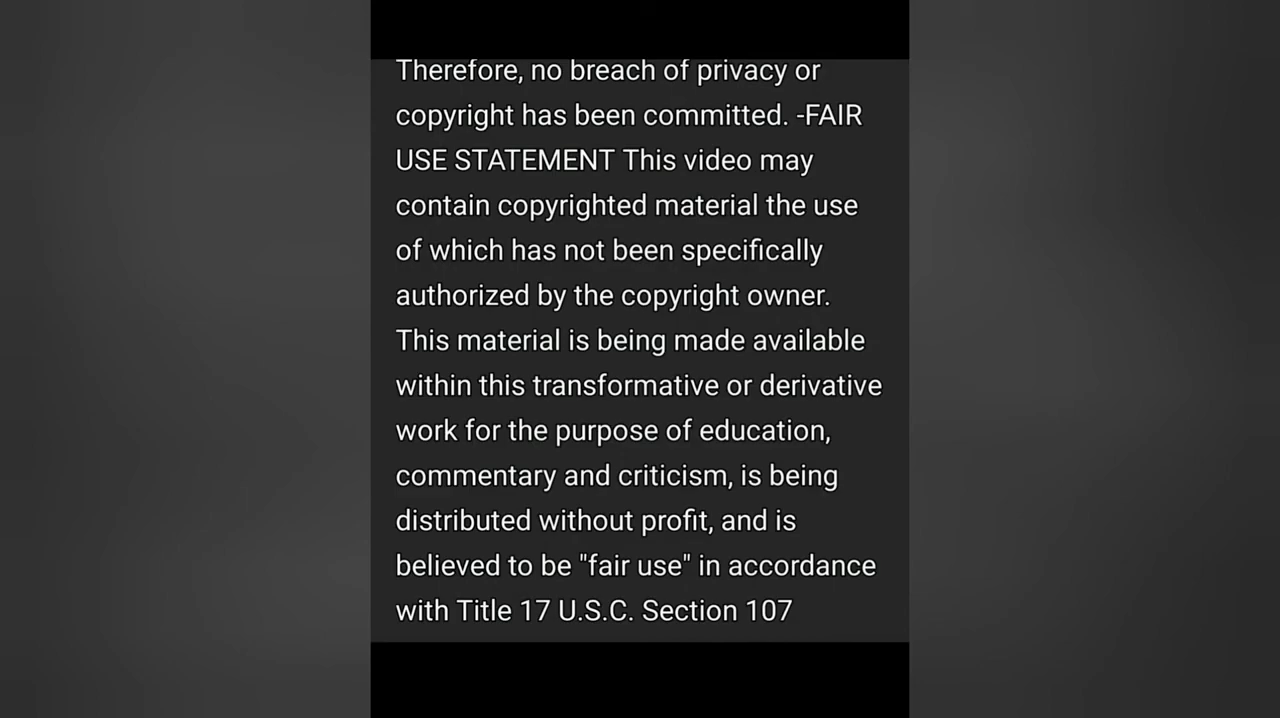 Therefore, no breach of privacy or
copyright has been committed. -FAIR
USE STATEMENT This video may
contain copyrighted material the use
of which has not been specifically
authorized by the copyright owner.
This material is being made available
within this transformative or derivative
work for the purpose of education,
commentary and criticism, is being
distributed without profit, and is
believed to be "fair use" in accordance
with Title 17 U.S.C. Section 107